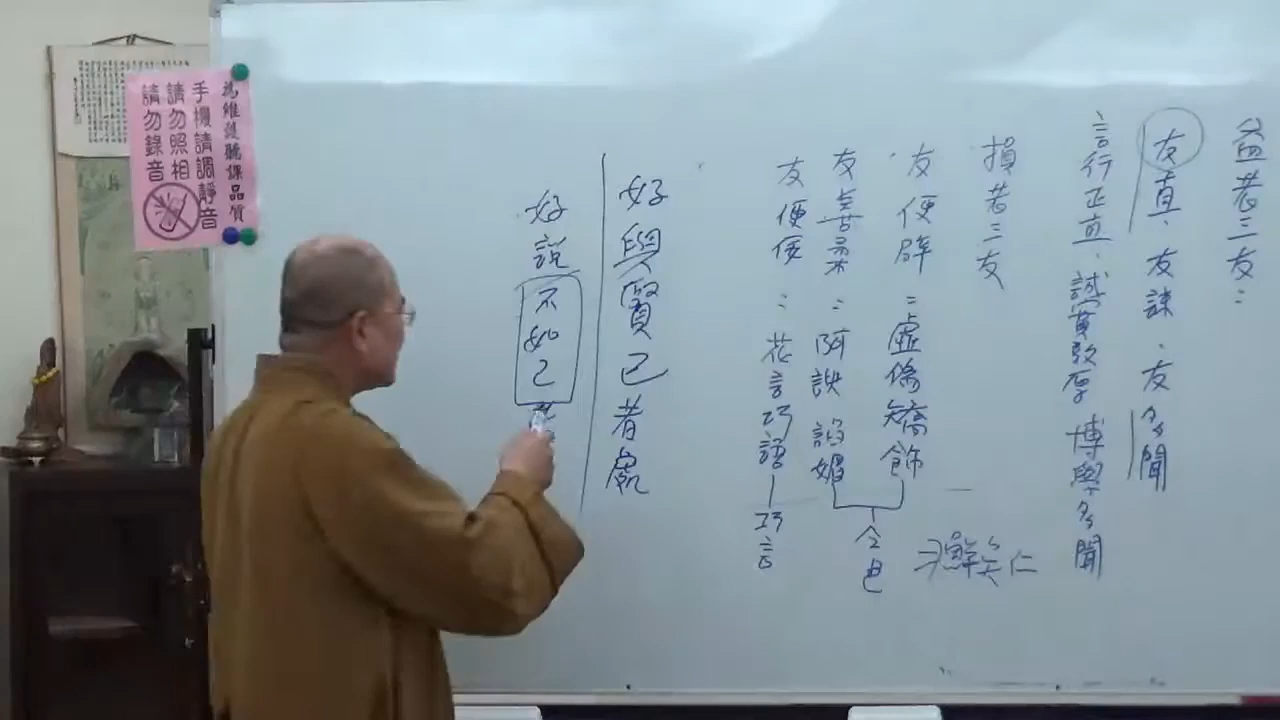 益者三友：
友直、友諒、友多聞
言行正直、誠實敦厚 博學多聞
損者三友
友便辟：虛偽矯飾
友善柔：阿諛諂媚
令色
鮮矣仁
友便佞：花言巧語
巧言
好與賢己者處
好說不如己者
為維護聽課品質
手機請調靜音
請勿照相
請勿錄音